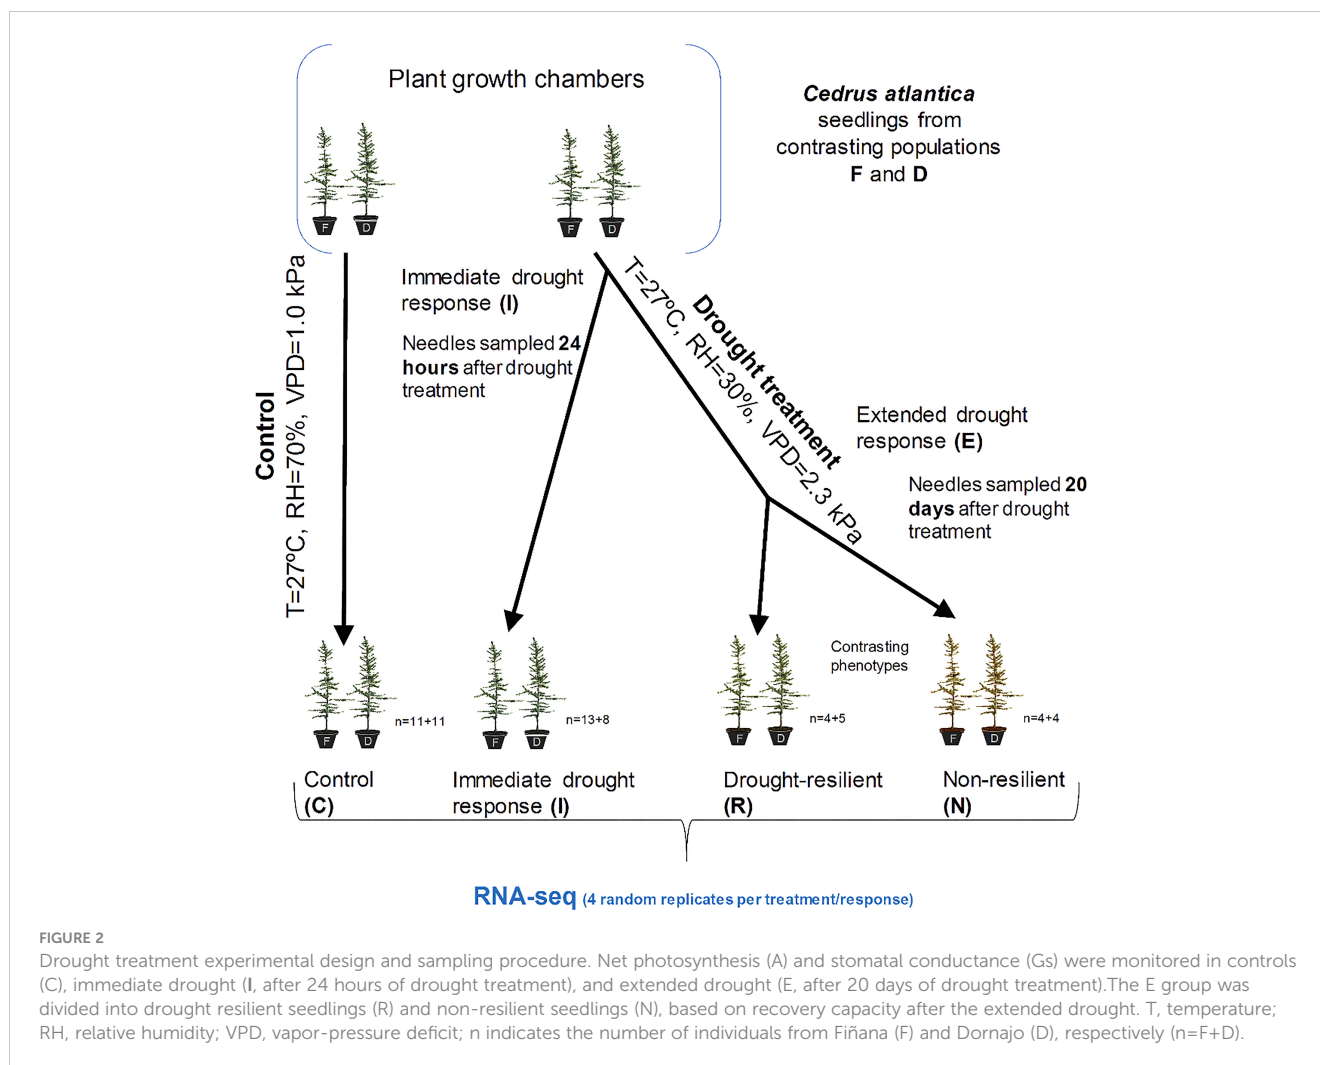 Plant growth chambers
Cedrus atlantica
seedlings from
contrasting populations
F and D
F
D
F
D
Control
T=27ºC, RH=70%, VPD=1.0 kPa
Immediate drought
response (I)
Needles sampled 24
hours after drought
treatment
Drought treatment
T=27ºC, RH=30%, VPD=2.3 kPa
Extended drought
response (E)
Needles sampled 20
days after drought
treatment
Contrasting
phenotypes
F
D
n=11+11
F
D
n=13+8
F
D
n=4+5
F
D
n=4+4
Control
(C)
Immediate drought
response (I)
Drought-resilient
(R)
Non-resilient
(N)
RNA-seq (4 random replicates per treatment/response)
FIGURE 2
Drought treatment experimental design and sampling procedure. Net photosynthesis (A) and stomatal conductance (Gs) were monitored in controls
(C), immediate drought (I, after 24 hours of drought treatment), and extended drought (E, after 20 days of drought treatment).The E group was
divided into drought resilient seedlings (R) and non-resilient seedlings (N), based on recovery capacity after the extended drought. T, temperature;
RH, relative humidity; VPD, vapor-pressure deficit; n indicates the number of individuals from Fiñana (F) and Dornajo (D), respectively (n=F+D).